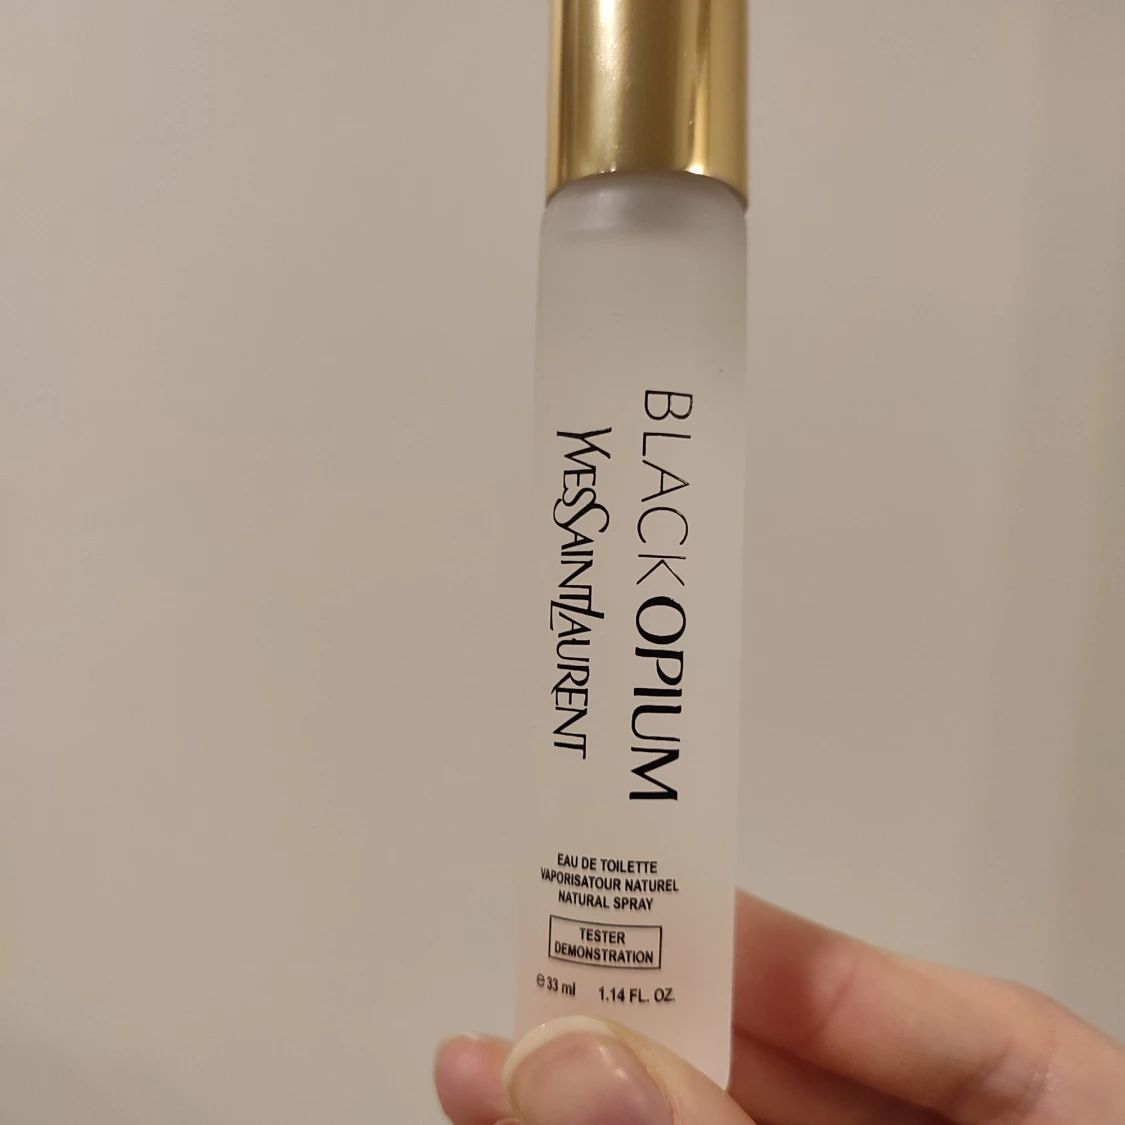 BLACK OPIUM
YVESSAINTLAURENT
EAU DE TOILETTE
VAPORISATOUR NATUREL
NATURAL SPRAY
TESTER
DEMONSTRATION
℮33 ml 1.14 FL. OZ.